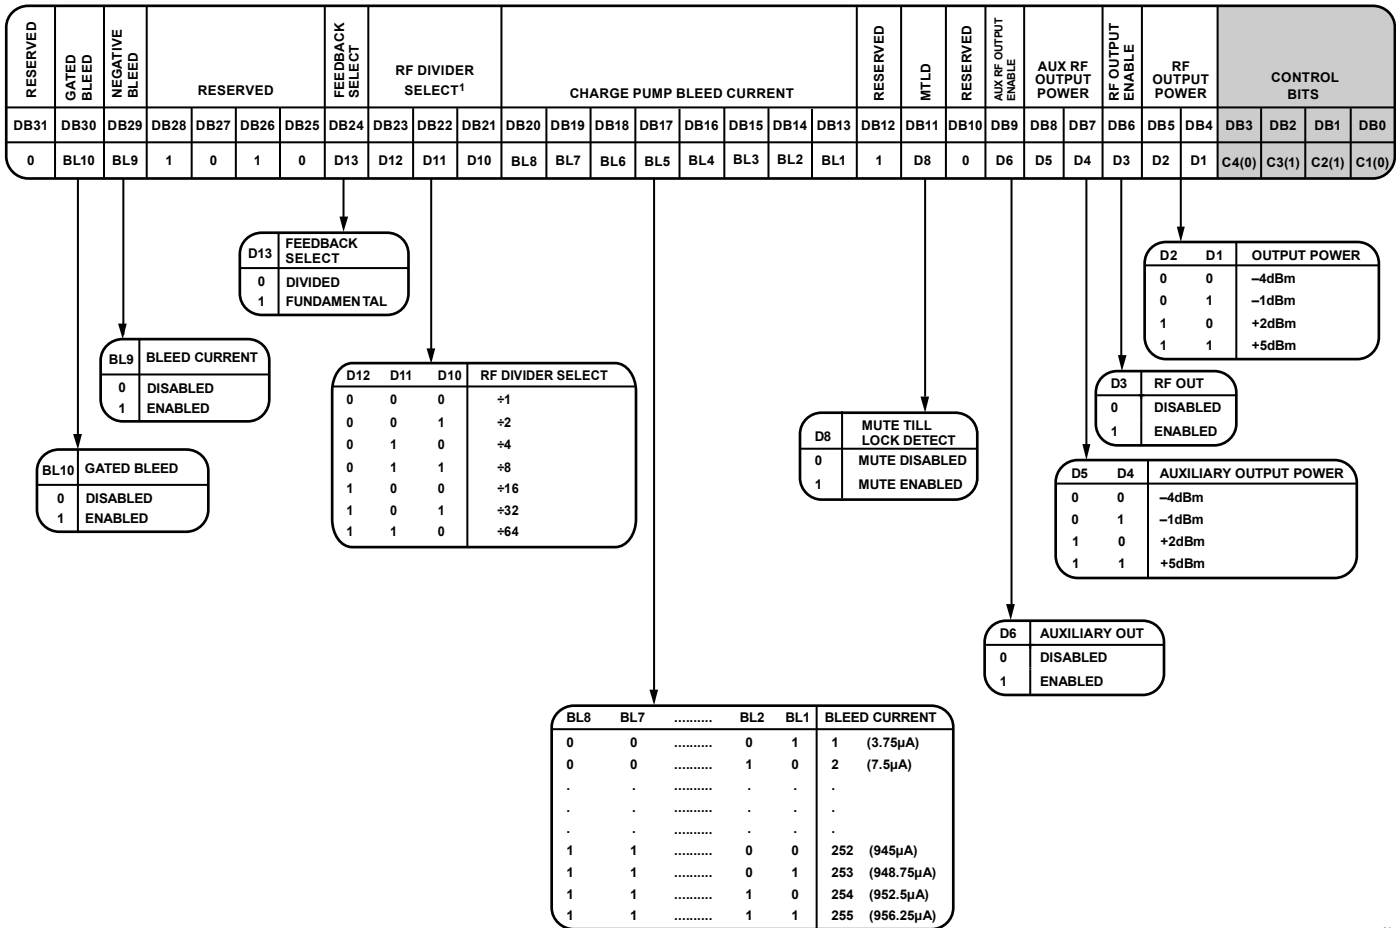 RESERVED
GATED BLEED
NEGATIVE BLEED
RESERVED
FEEDBACK SELECT
RF DIVIDER SELECT1
CHARGE PUMP BLEED CURRENT
RESERVED
MTLD
RESERVED
AUX RF OUTPUT ENABLE
AUX RF OUTPUT POWER
RF OUTPUT ENABLE
RF OUTPUT POWER
CONTROL BITS
DB31 DB30 DB29 DB28 DB27 DB26 DB25 DB24 DB23 DB22 DB21 DB20 DB19 DB18 DB17 DB16 DB15 DB14 DB13 DB12 DB11 DB10 DB9 DB8 DB7 DB6 DB5 DB4 DB3 DB2 DB1 DB0
0 BL10 BL9 1 0 1 0 D13 D12 D11 D10 BL8 BL7 BL6 BL5 BL4 BL3 BL2 BL1 1 D8 0 D6 D5 D4 D3 D2 D1 C4(0) C3(1) C2(1) C1(0)
D13 FEEDBACK SELECT
0 DIVIDED
1 FUNDAMENTAL
D2 D1 OUTPUT POWER
0 0 –4dBm
0 1 –1dBm
1 0 +2dBm
1 1 +5dBm
BL9 BLEED CURRENT
0 DISABLED
1 ENABLED
D12 D11 D10 RF DIVIDER SELECT
0 0 0 ÷1
0 0 1 ÷2
0 1 0 ÷4
0 1 1 ÷8
1 0 0 ÷16
1 0 1 ÷32
1 1 0 ÷64
D3 RF OUT
0 DISABLED
1 ENABLED
D8 MUTE TILL LOCK DETECT
0 MUTE DISABLED
1 MUTE ENABLED
BL10 GATED BLEED
0 DISABLED
1 ENABLED
D5 D4 AUXILIARY OUTPUT POWER
0 0 –4dBm
0 1 –1dBm
1 0 +2dBm
1 1 +5dBm
D6 AUXILIARY OUT
0 DISABLED
1 ENABLED
BL8 BL7 .......... BL2 BL1 BLEED CURRENT
0 0 .......... 0 1 1 (3.75µA)
0 0 .......... 1 0 2 (7.5µA)
. . .......... . . .
. . .......... . . .
. . .......... . . .
1 1 .......... 0 0 252 (945µA)
1 1 .......... 0 1 253 (948.75µA)
1 1 .......... 1 0 254 (952.5µA)
1 1 .......... 1 1 255 (956.25µA)